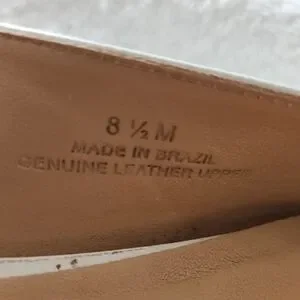 8 ½ M
MADE IN BRAZIL
GENUINE LEATHER UPPER